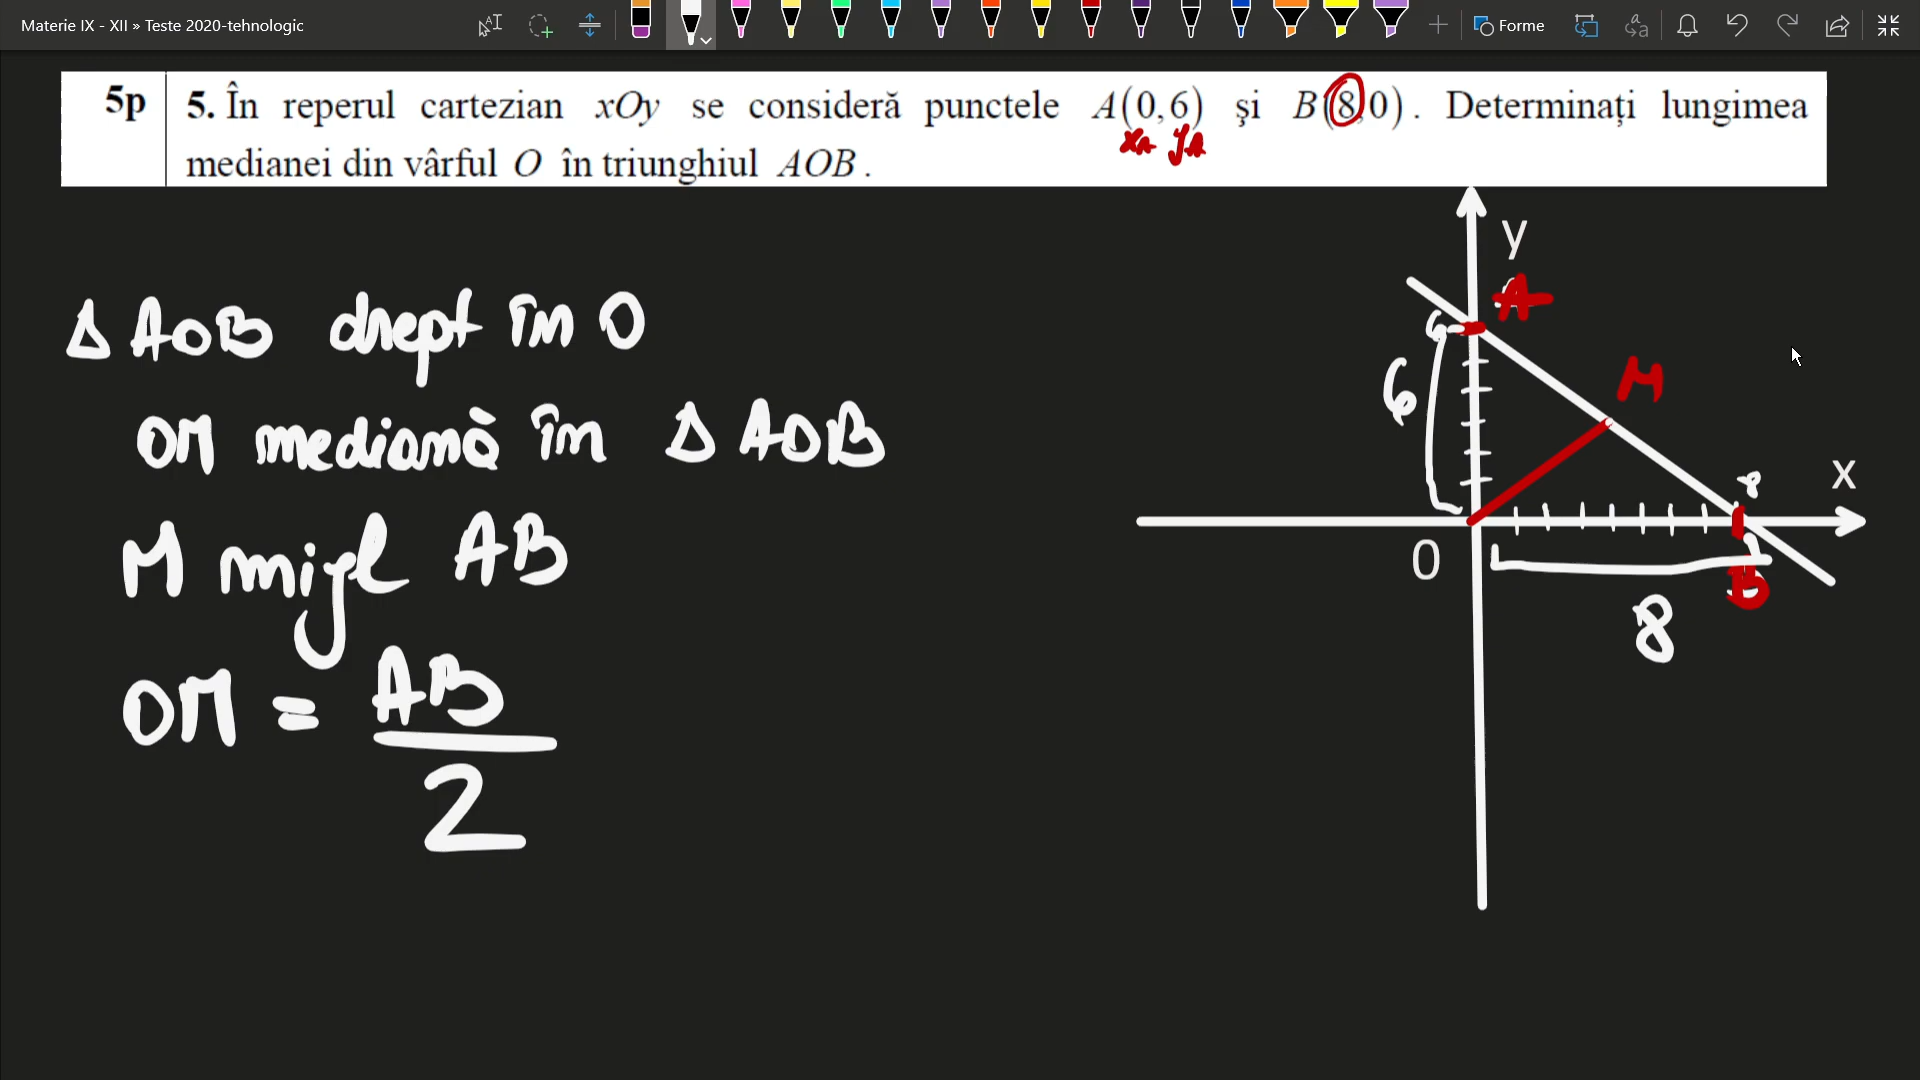 Materie IX - XII » Teste 2020-tehnologic
Forme
5p
5. În reperul cartezian xOy se consideră punctele A(0,6) şi B(8,0). Determinați lungimea
xA yA
medianei din vârful O în triunghiul AOB.
y
A
6
6
M
8
x
O
B
8
Δ AOB drept în O
OM mediană în Δ AOB
M mijl AB
OM = AB
2